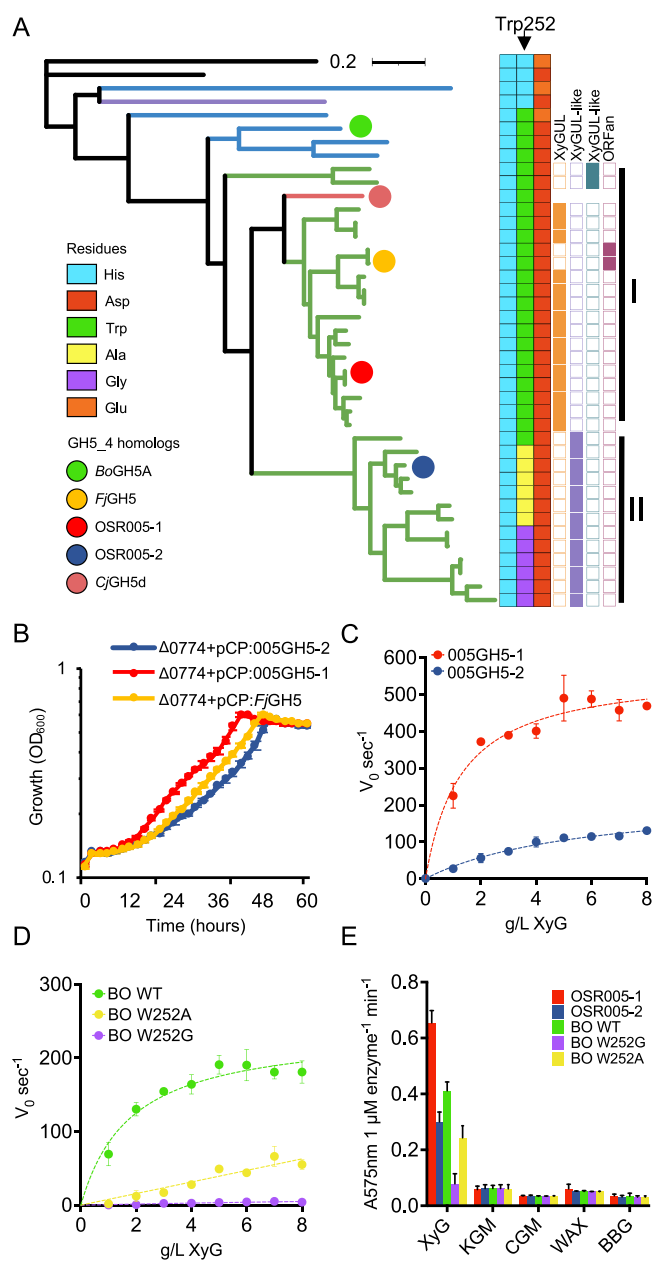 A
Trp252
0.2
XyGUL
XyGUL-like
XyGUL-like
ORFan
Residues
His
Asp
Trp
Ala
Gly
Glu
GH5_4 homologs
BoGH5A
FjGH5
OSR005-1
OSR005-2
CjGH5d
I
II
B
Δ0774+pCP:005GH5-2
Δ0774+pCP:005GH5-1
Δ0774+pCP:FjGH5
Growth (OD600)
1
0.1
0 12 24 36 48 60
Time (hours)
C
005GH5-1
005GH5-2
V0 sec-1
600
500
400
300
200
100
0
0 2 4 6 8
g/L XyG
D
BO WT
BO W252A
BO W252G
V0 sec-1
300
200
100
0
0 2 4 6 8
g/L XyG
E
OSR005-1
OSR005-2
BO WT
BO W252G
BO W252A
A575nm 1 µM enzyme-1 min-1
0.8
0.6
0.4
0.2
0.0
XyG
KGM
CGM
WAX
BBG